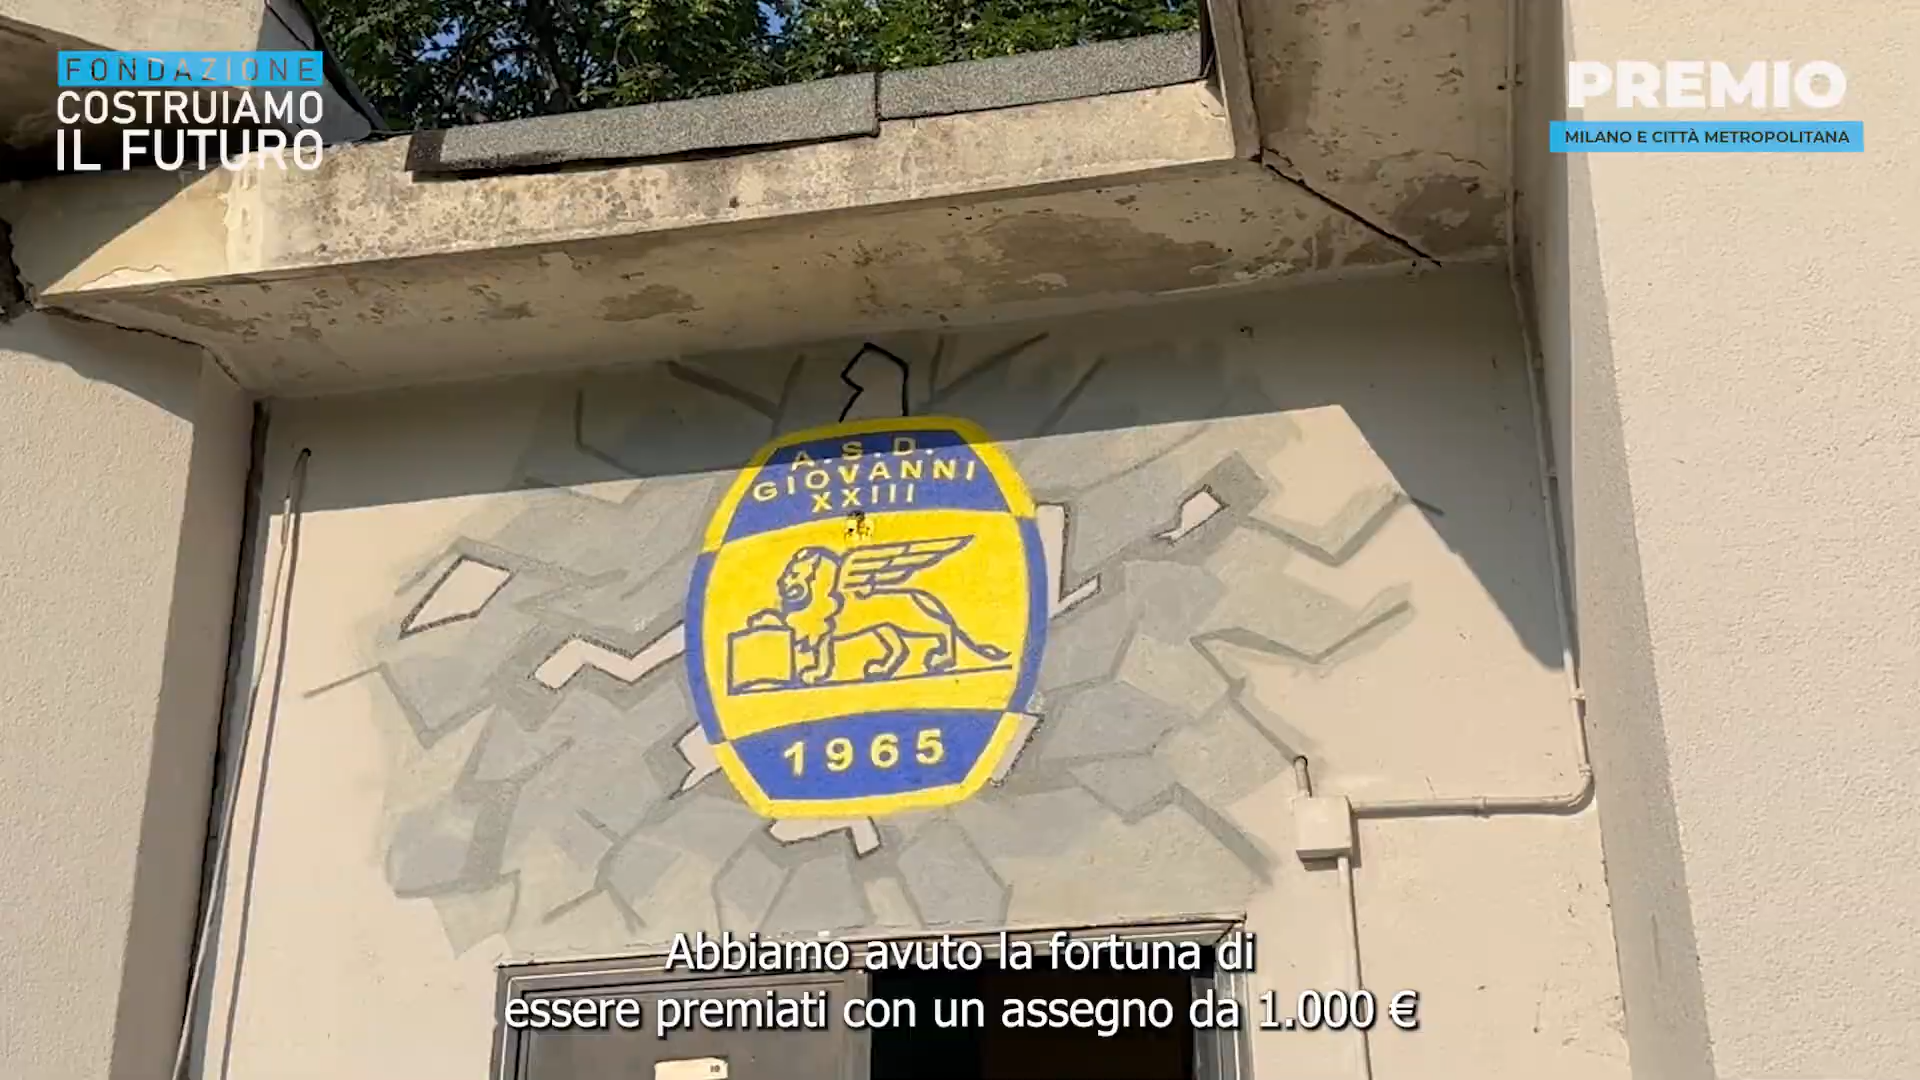 FONDAZIONE
COSTRUIAMO
IL FUTURO
PREMIO
MILANO E CITTÀ METROPOLITANA
A.S.D.
GIOVANNI
XXIII
1965
Abbiamo avuto la fortuna di
essere premiati con un assegno da 1.000 €